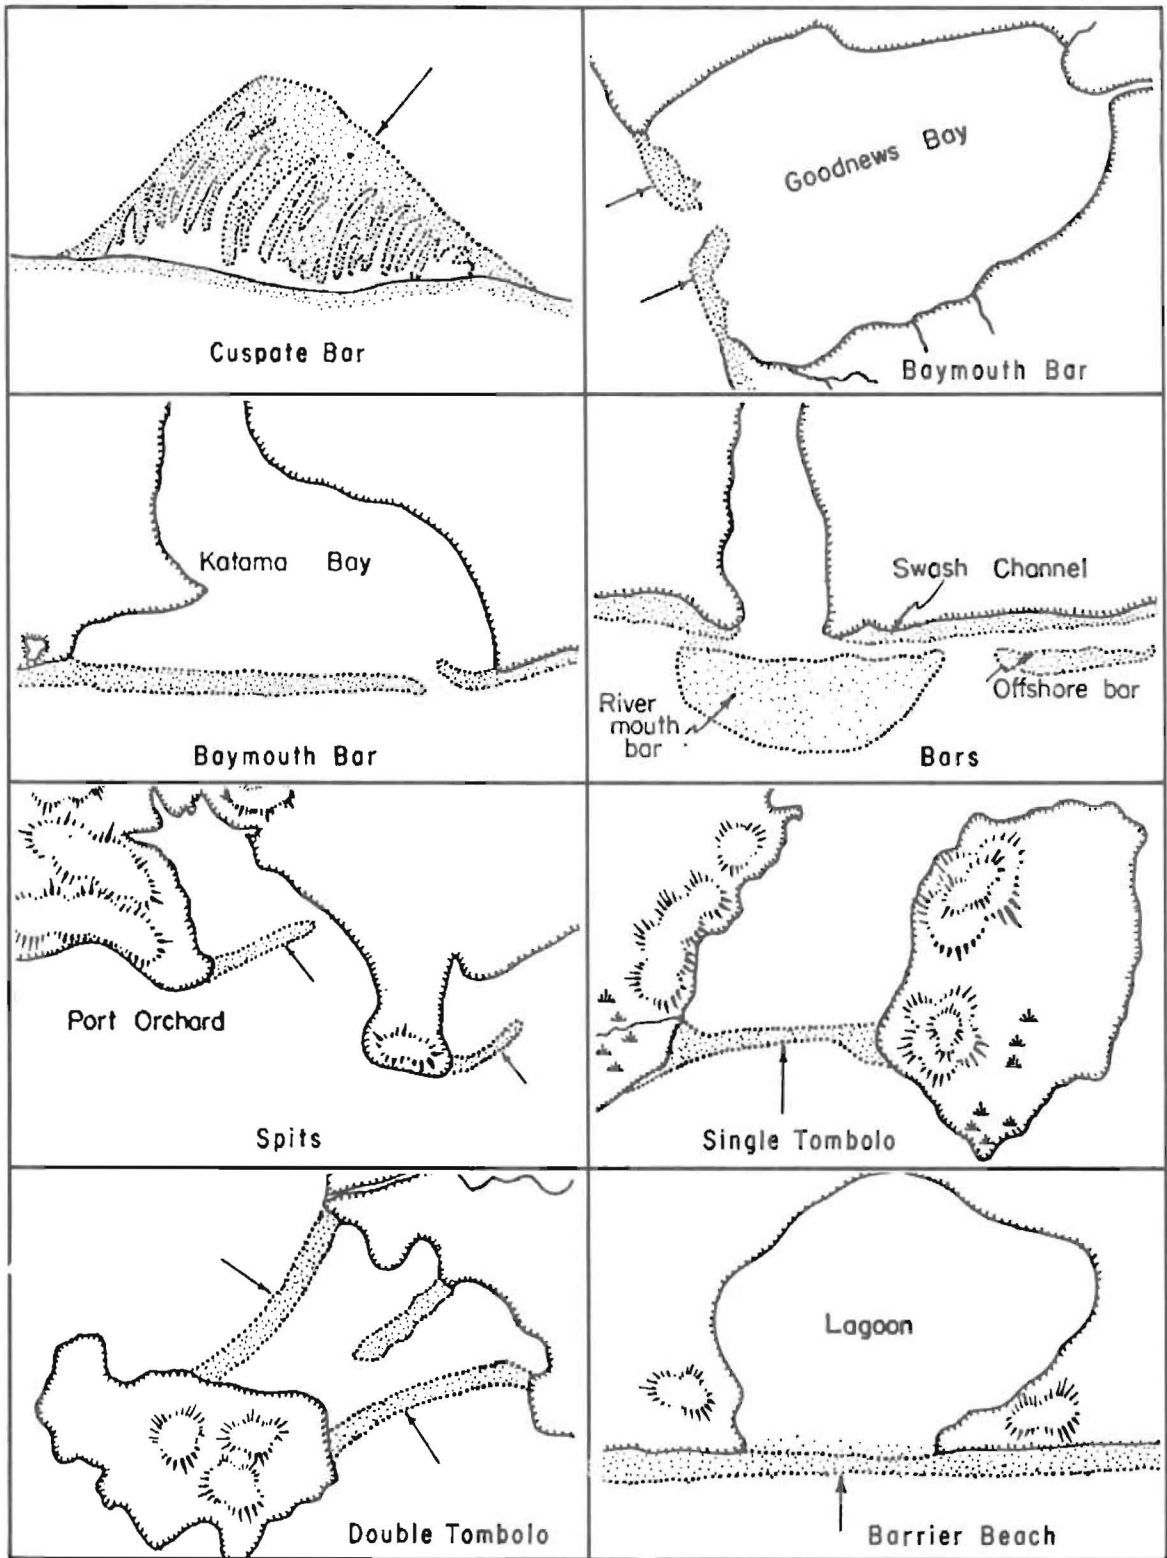 Cuspate Bar
Goodnews Bay
Baymouth Bar
Katama Bay
Baymouth Bar
Swash Channel
Offshore bar
River
mouth
bar
Bars
Port Orchard
Spits
Single Tombolo
Double Tombolo
Lagoon
Barrier Beach